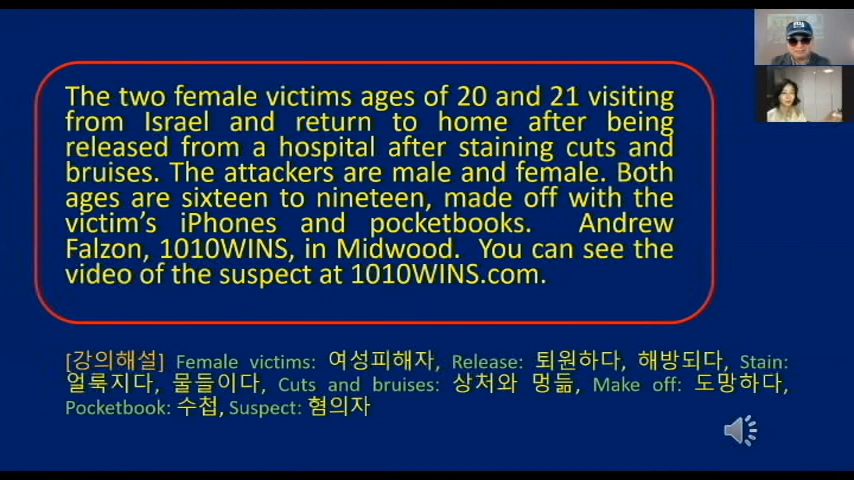 The two female victims ages of 20 and 21 visiting
from Israel and return to home after being
released from a hospital after staining cuts and
bruises. The attackers are male and female. Both
ages are sixteen to nineteen, made off with the
victim's iPhones and pocketbooks. Andrew
Falzon, 1010WINS, in Midwood. You can see the
video of the suspect at 1010WINS.com.
[강의해설] Female victims: 여성피해자, Release: 퇴원하다, 해방되다, Stain:
얼룩지다, 물들이다, Cuts and bruises: 상처와 멍듦, Make off: 도망하다,
Pocketbook: 수첩, Suspect: 혐의자